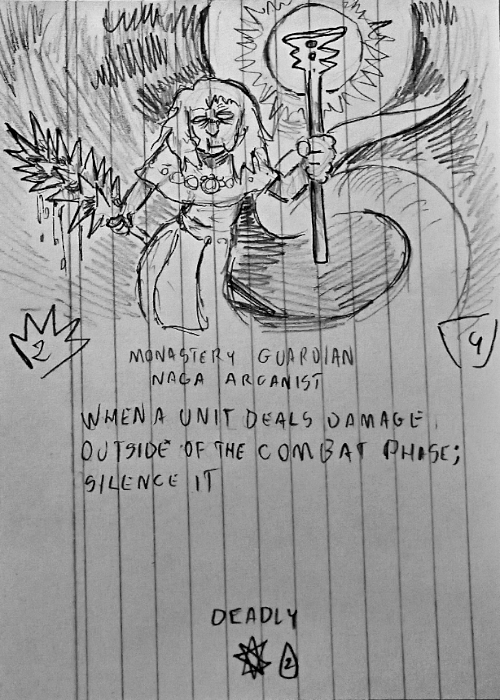 2
4
MONASTERY GUARDIAN
NAGA ARCANIST
WHEN A UNIT DEALS DAMAGE
OUTSIDE OF THE COMBAT PHASE;
SILENCE IT
DEADLY
2